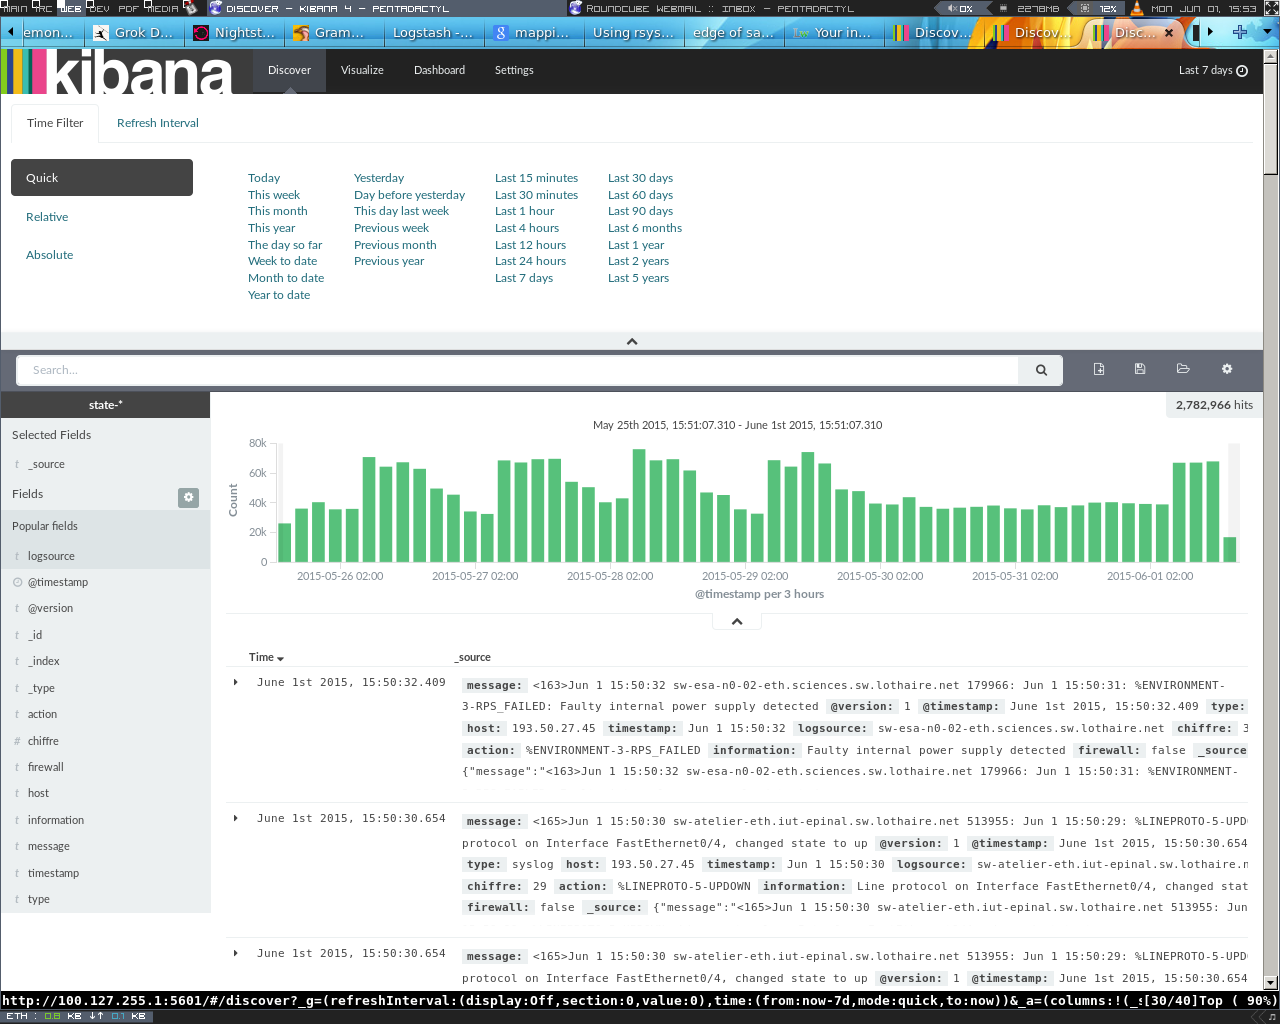 MAIN IRC WEB DEV PDF MEDIA DISCOVER - KIBANA 4 - PENTADACTYL ROUNDCUBE WEBMAIL :: INBOX - PENTADACTYL 0% 2278MB 12% MON JUN 01, 15:53
emon... Grok D... Nightst... Gram... Logstash -... mappi... Using rsys... edge of sa... Your in... Discov... Discov... Disc...
kibana Discover Visualize Dashboard Settings Last 7 days
Time Filter Refresh Interval
Quick
Relative
Absolute
Today Yesterday Last 15 minutes Last 30 days
This week Day before yesterday Last 30 minutes Last 60 days
This month This day last week Last 1 hour Last 90 days
This year Previous week Last 4 hours Last 6 months
The day so far Previous month Last 12 hours Last 1 year
Week to date Previous year Last 24 hours Last 2 years
Month to date Last 7 days Last 5 years
Year to date
Search...
state-*
2,782,966 hits
Selected Fields
t _source
Fields
Popular fields
t logsource
@timestamp
t @version
t _id
t _index
t _type
t action
# chiffre
t firewall
t host
t information
t message
t timestamp
t type
May 25th 2015, 15:51:07.310 - June 1st 2015, 15:51:07.310
Count
80k
60k
40k
20k
0
2015-05-26 02:00 2015-05-27 02:00 2015-05-28 02:00 2015-05-29 02:00 2015-05-30 02:00 2015-05-31 02:00 2015-06-01 02:00
@timestamp per 3 hours
Time _source
June 1st 2015, 15:50:32.409 message: <163>Jun 1 15:50:32 sw-esa-n0-02-eth.sciences.sw.lothaire.net 179966: Jun 1 15:50:31: %ENVIRONMENT-
3-RPS_FAILED: Faulty internal power supply detected @version: 1 @timestamp: June 1st 2015, 15:50:32.409 type:
host: 193.50.27.45 timestamp: Jun 1 15:50:32 logsource: sw-esa-n0-02-eth.sciences.sw.lothaire.net chiffre: 3
action: %ENVIRONMENT-3-RPS_FAILED information: Faulty internal power supply detected firewall: false _source
{"message":"<163>Jun 1 15:50:32 sw-esa-n0-02-eth.sciences.sw.lothaire.net 179966: Jun 1 15:50:31: %ENVIRONMENT-
June 1st 2015, 15:50:30.654 message: <165>Jun 1 15:50:30 sw-atelier-eth.iut-epinal.sw.lothaire.net 513955: Jun 1 15:50:29: %LINEPROTO-5-UPD
protocol on Interface FastEthernet0/4, changed state to up @version: 1 @timestamp: June 1st 2015, 15:50:30.654
type: syslog host: 193.50.27.45 timestamp: Jun 1 15:50:30 logsource: sw-atelier-eth.iut-epinal.sw.lothaire.n
chiffre: 29 action: %LINEPROTO-5-UPDOWN information: Line protocol on Interface FastEthernet0/4, changed stat
firewall: false _source: {"message":"<165>Jun 1 15:50:30 sw-atelier-eth.iut-epinal.sw.lothaire.net 513955: Jun
June 1st 2015, 15:50:30.654 message: <165>Jun 1 15:50:30 sw-atelier-eth.iut-epinal.sw.lothaire.net 513955: Jun 1 15:50:29: %LINEPROTO-5-UPD
protocol on Interface FastEthernet0/4, changed state to up @version: 1 @timestamp: June 1st 2015, 15:50:30.654
http://100.127.255.1:5601/#/discover?_g=(refreshInterval:(display:Off,section:0,value:0),time:(from:now-7d,mode:quick,to:now))&_a=(columns:!(_s[30/40]Top ( 90%)
ETH : 0.8 KB ↓↑ 0.1 KB